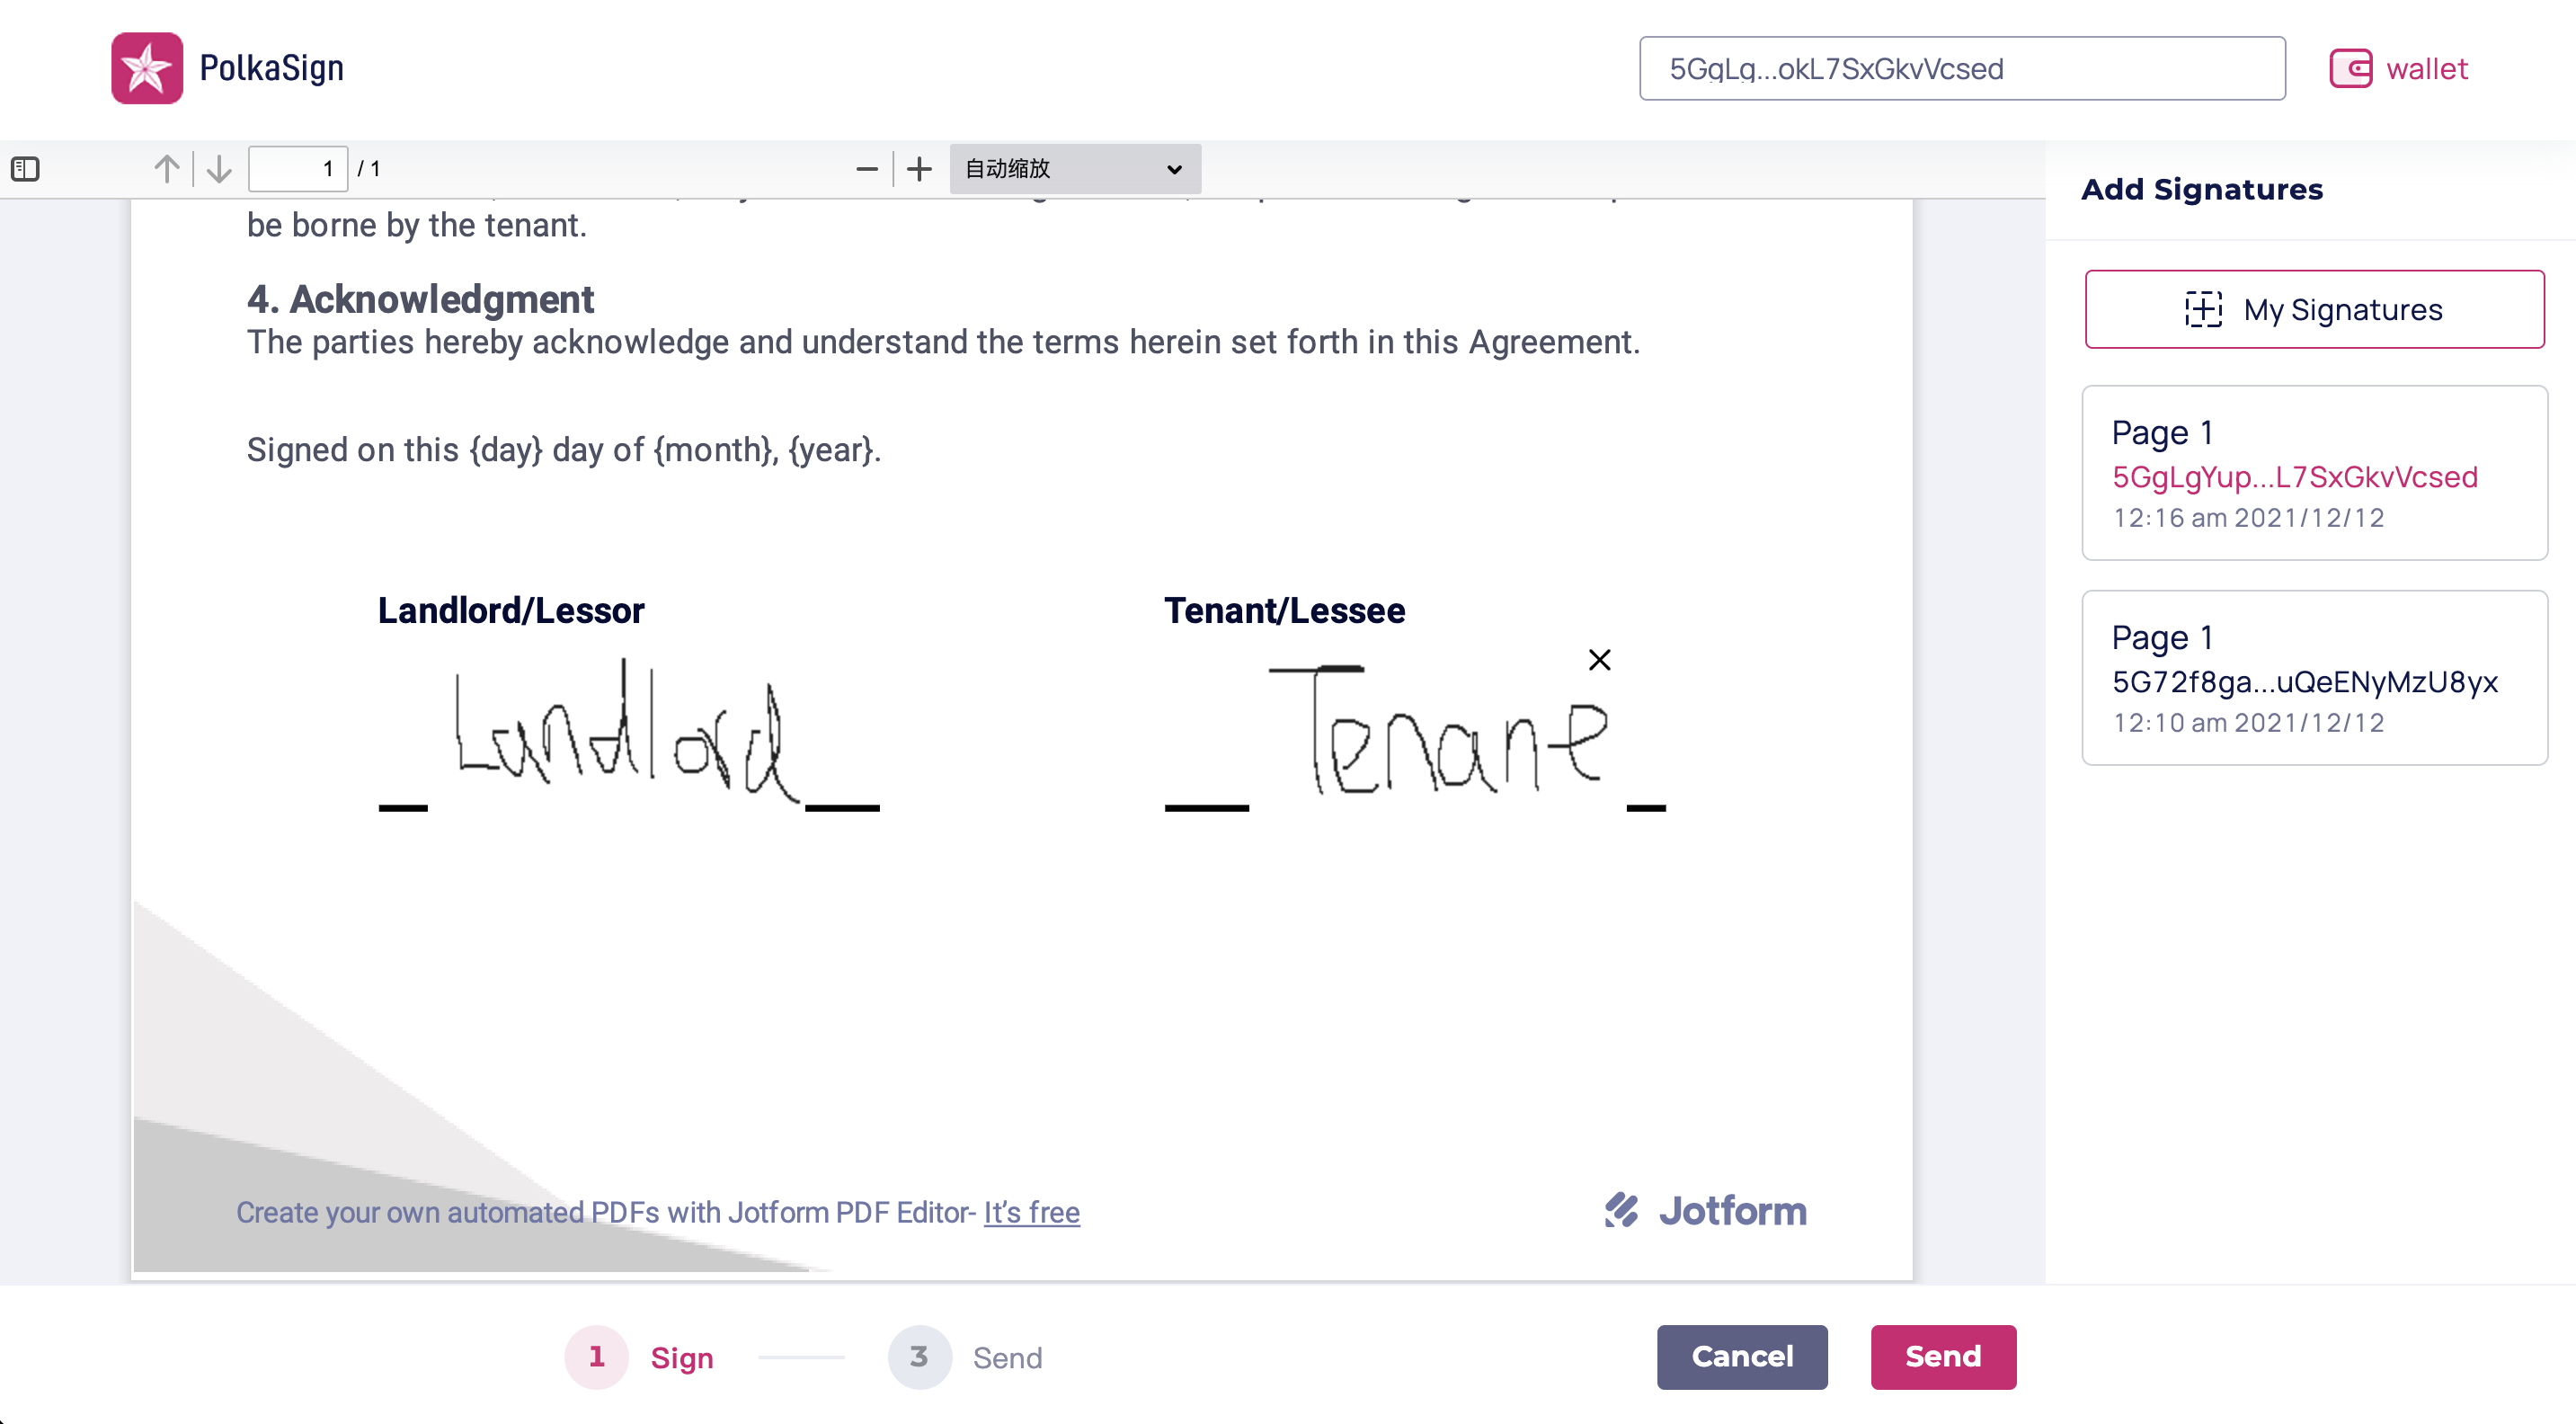 PolkaSign
5GgLg...okL7SxGkvVcsed
wallet
1 / 1
自动缩放
be borne by the tenant.
4. Acknowledgment
The parties hereby acknowledge and understand the terms herein set forth in this Agreement.
Signed on this {day} day of {month}, {year}.
Landlord/Lessor
Tenant/Lessee
Landlord
Tenane
Create your own automated PDFs with Jotform PDF Editor- It's free
Jotform
Add Signatures
My Signatures
Page 1
5GgLgYup...L7SxGkvVcsed
12:16 am 2021/12/12
Page 1
5G72f8ga...uQeENyMzU8yx
12:10 am 2021/12/12
1 Sign
3 Send
Cancel
Send